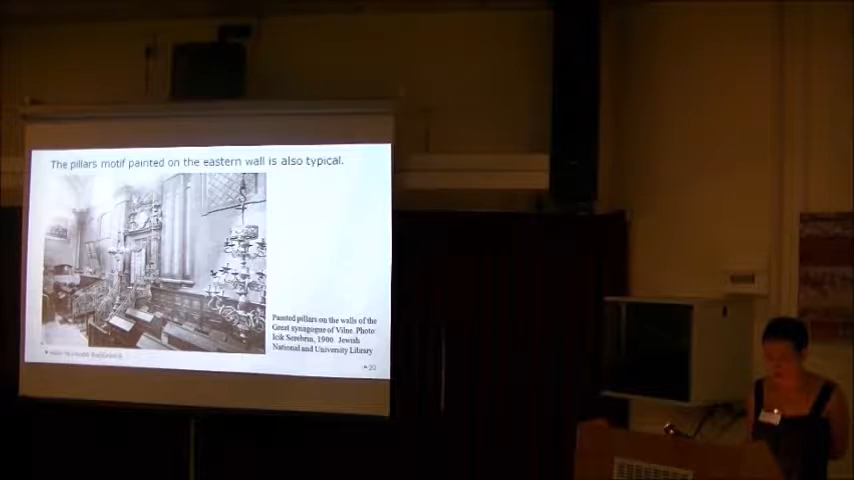 The pillars motif painted on the eastern wall is also typical.
Painted pillars on the walls of the
Great synagogue of Vilne. Photo
Icik Serebrin, 1900. Jewish
National and University Library
20